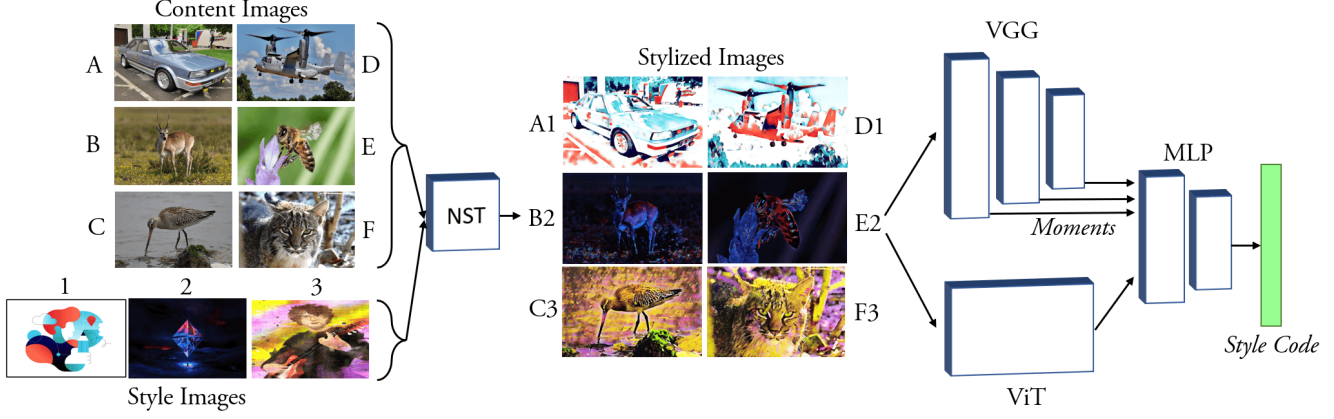 Content Images
A
D
B
E
C
F
1 2 3
Style Images
NST
Stylized Images
A1
D1
B2
E2
C3
F3
VGG
Moments
ViT
MLP
Style Code